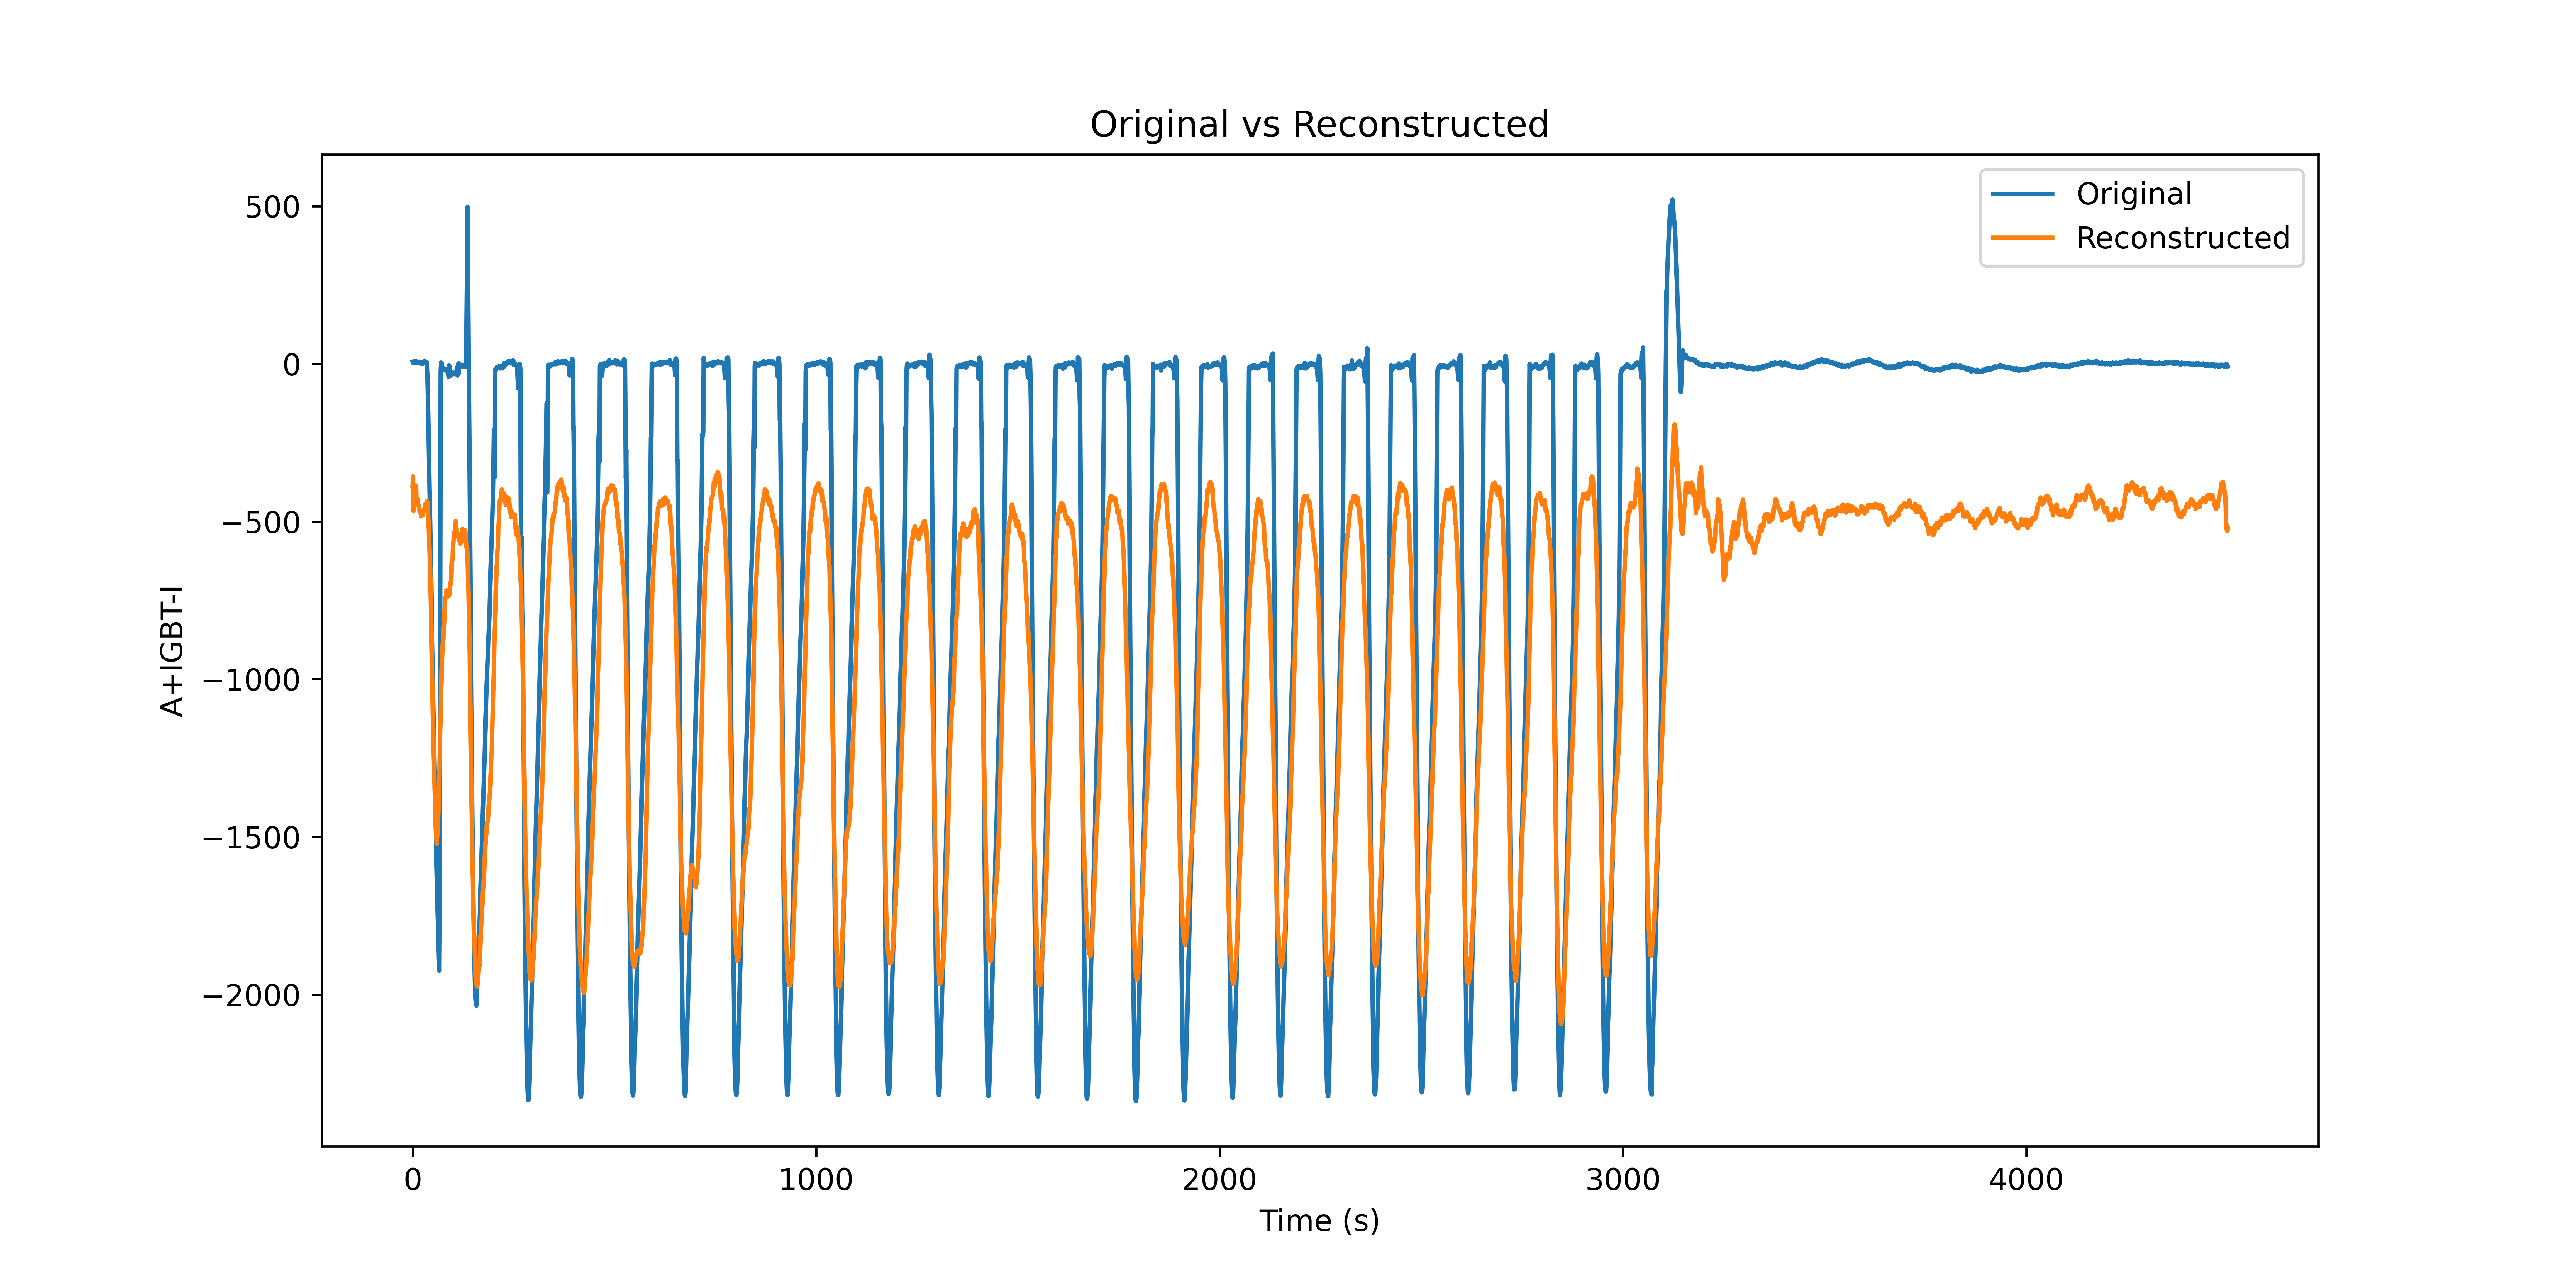 Original vs Reconstructed
Original
Reconstructed
500
0
−500
−1000
−1500
−2000
A+IGBT-I
0
1000
2000
3000
4000
Time (s)